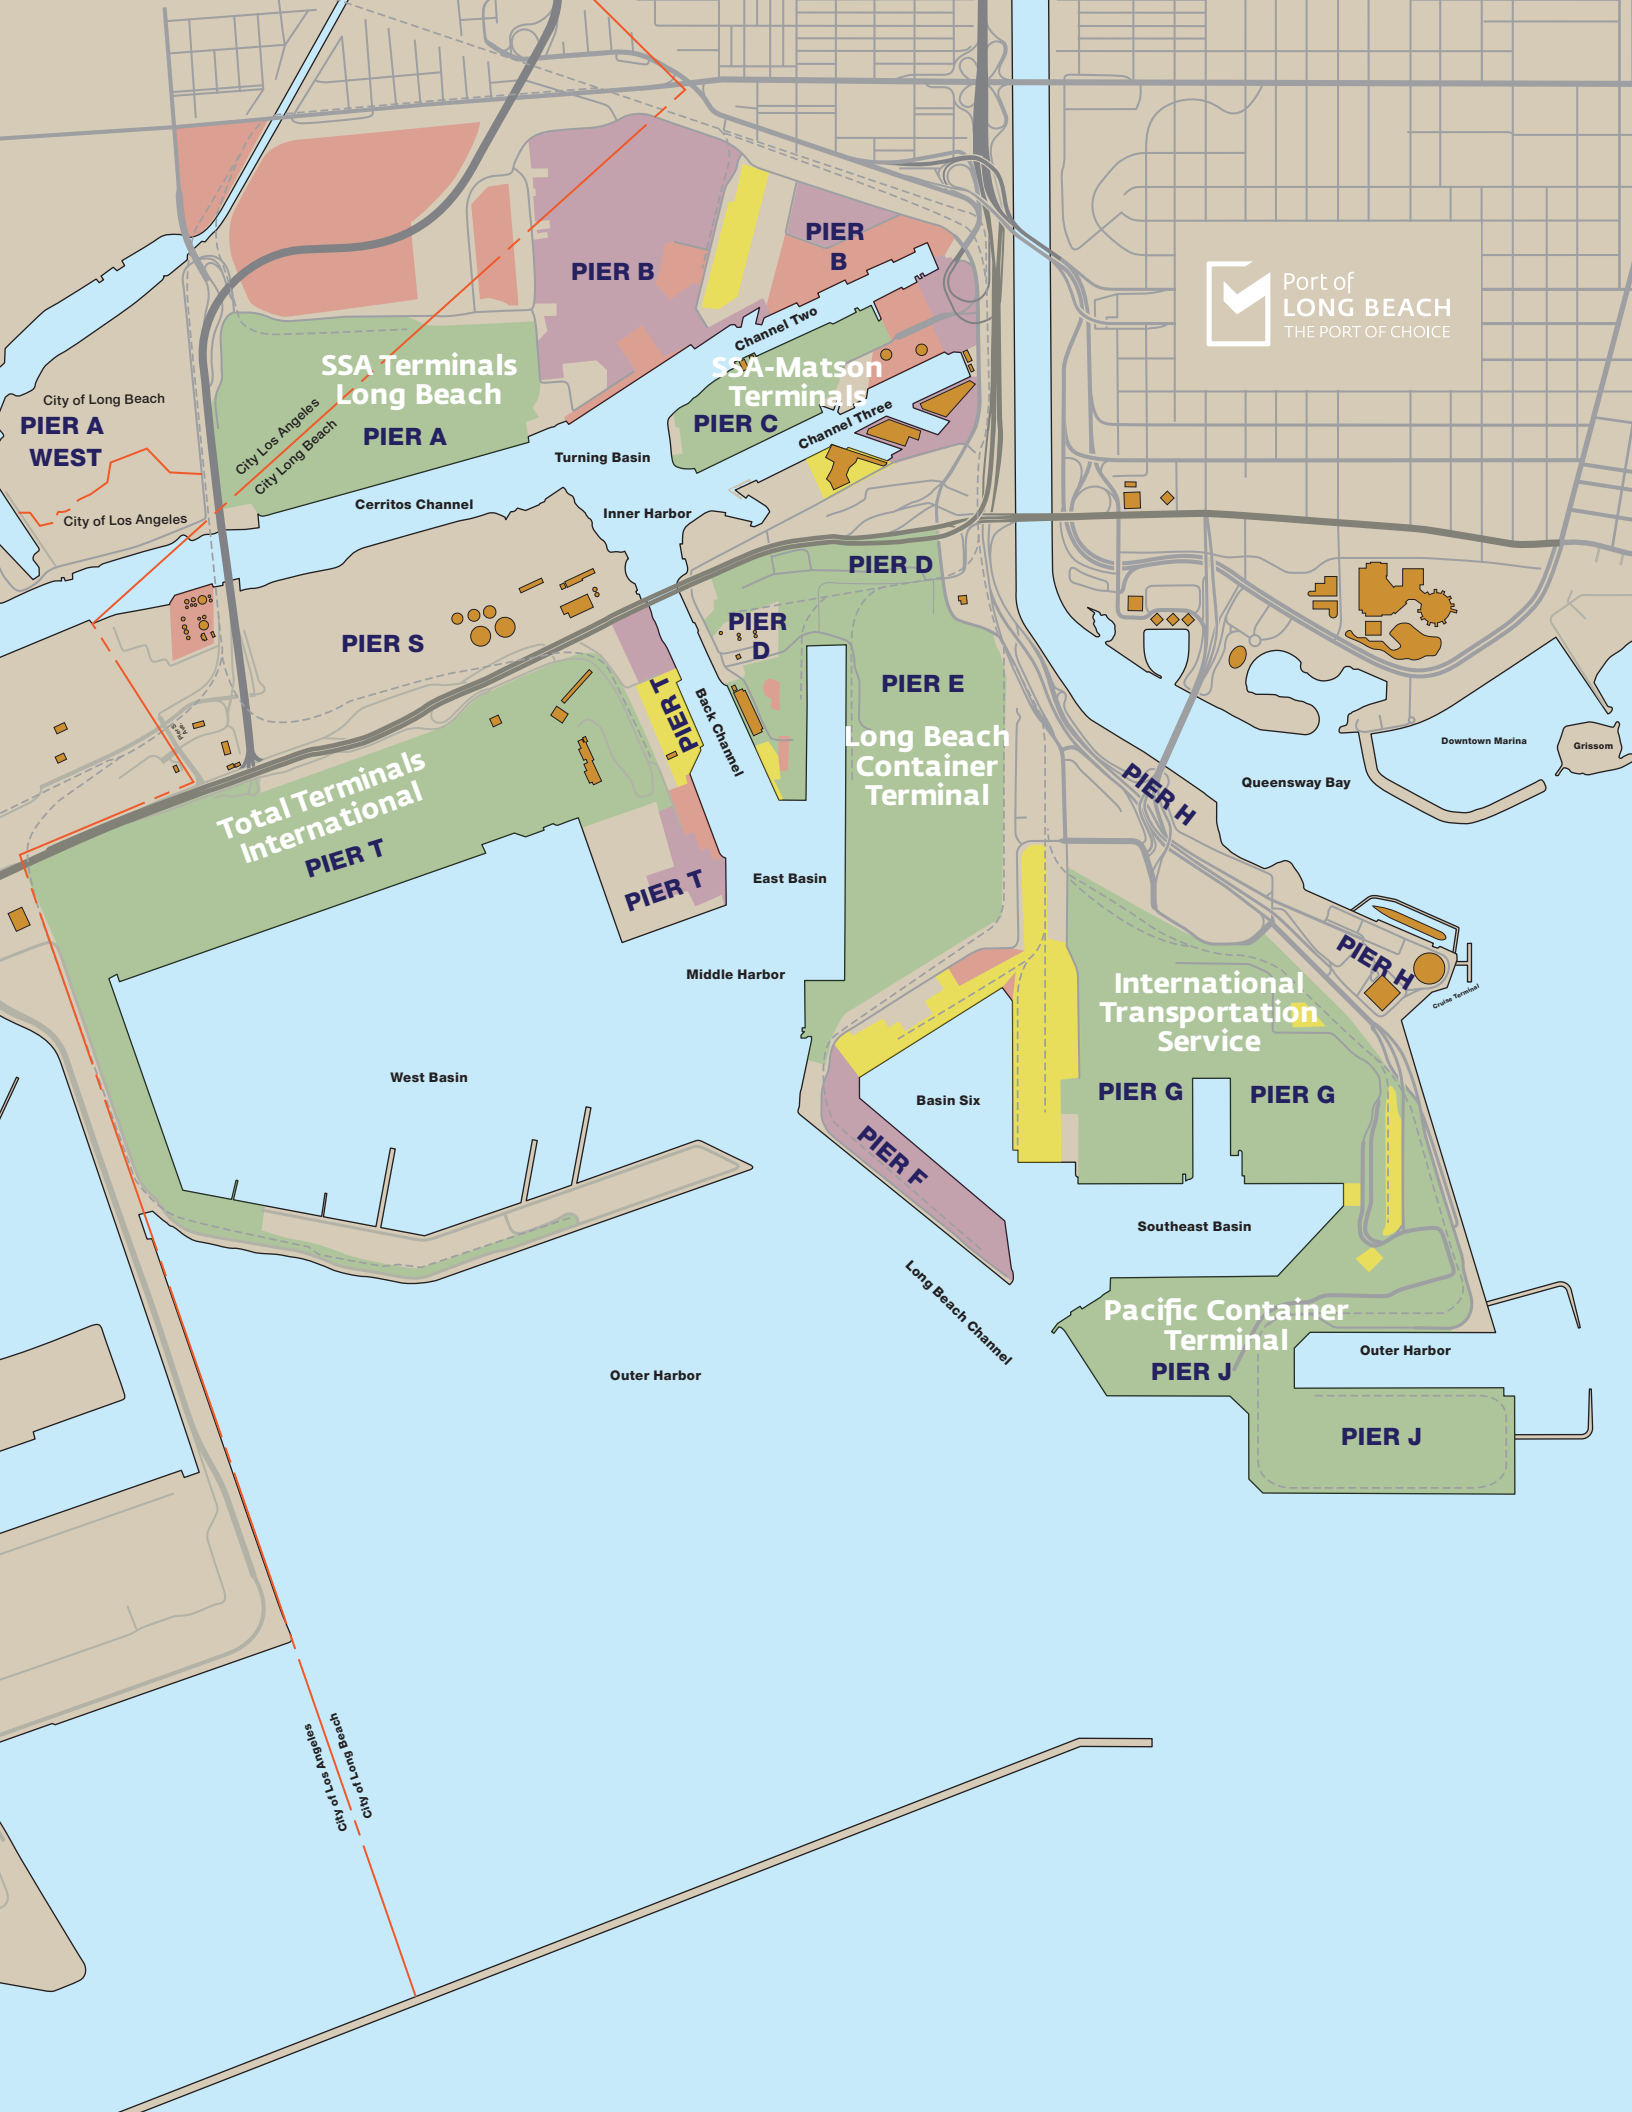 PIER
B
PIER B
Port of
LONG BEACH
THE PORT OF CHOICE
Channel Two
SSA Terminals
Long Beach
SSA-Matson
Terminals
City of Long Beach
PIER A
WEST
City Los Angeles
City Long Beach
PIER A
PIER C
Channel Three
Turning Basin
Cerritos Channel
Inner Harbor
City of Los Angeles
PIER D
PIER
D
PIER S
PIER E
PIER T
Back Channel
Pier S
Ave.
Long Beach
Container
Terminal
Downtown Marina
Grissom
Queensway Bay
PIER H
Total Terminals
International
PIER T
PIER T
East Basin
Middle Harbor
PIER H
Cruise Terminal
International
Transportation
Service
West Basin
Basin Six
PIER G
PIER G
PIER F
Southeast Basin
Long Beach Channel
Pacific Container
Terminal
PIER J
Outer Harbor
Outer Harbor
PIER J
City of Los Angeles
City of Long Beach